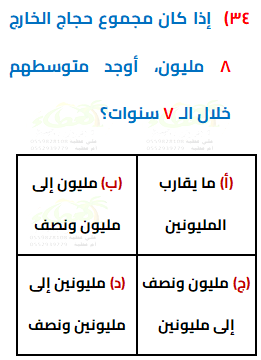 ٣٤) إذا كان مجموع حجاج الخارج
٨ مليون، أوجد متوسطهم
خلال الـ ٧ سنوات؟
(أ) ما يقارب المليونين
(ب) مليون إلى مليون ونصف
(ج) مليون ونصف إلى مليونين
(د) مليونين إلى مليونين ونصف